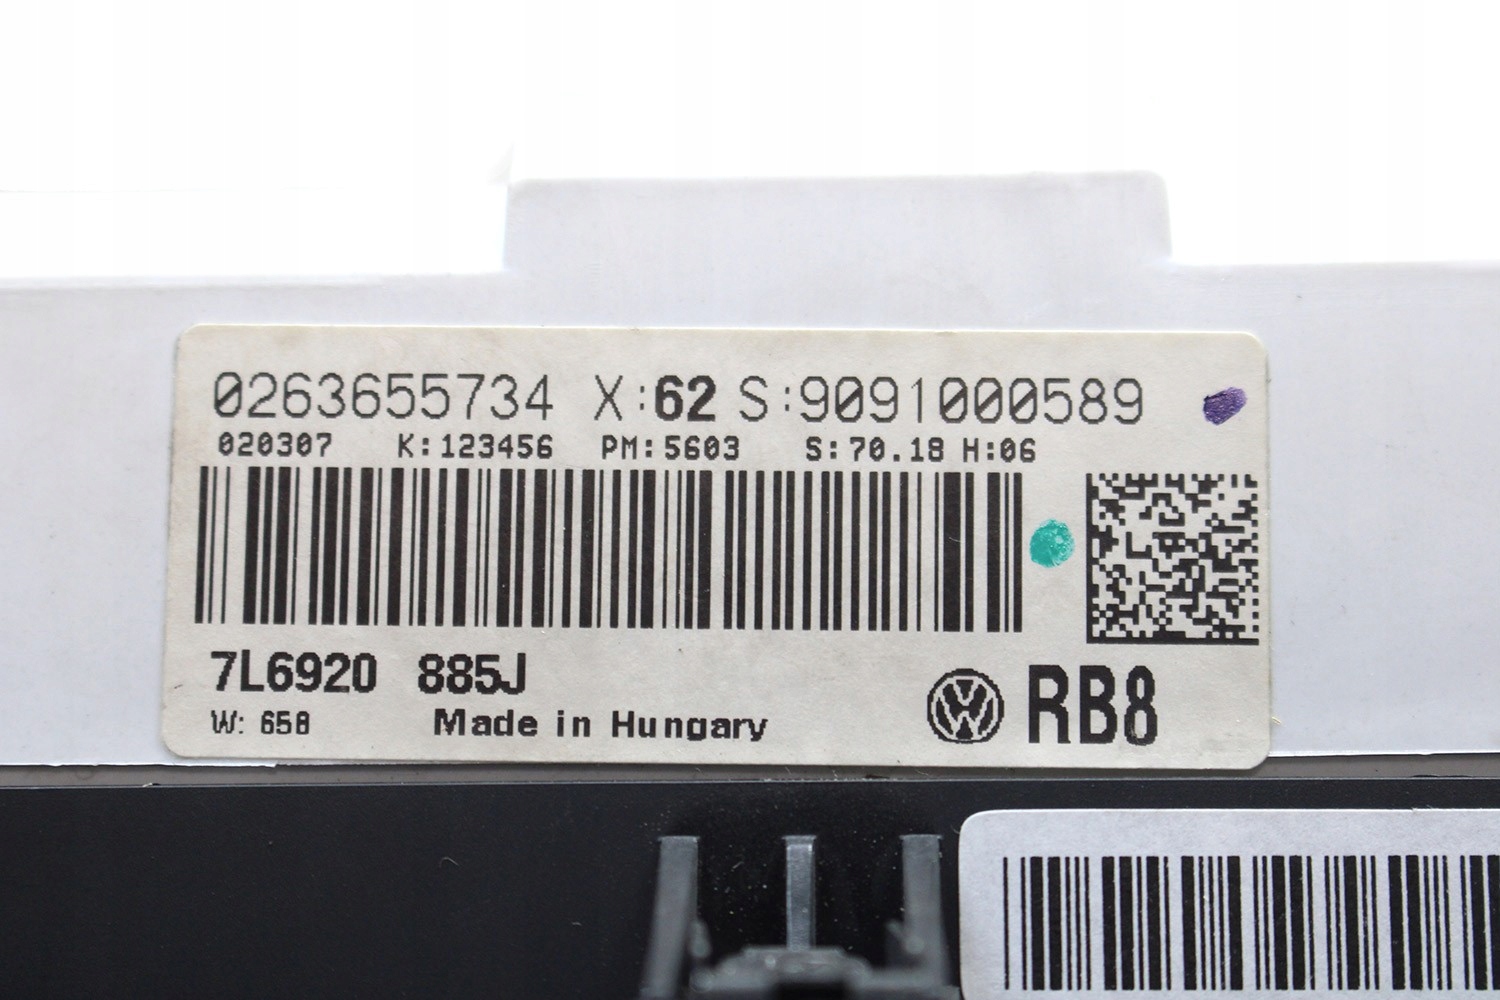 0263655734 X:62 S:9091000589
020307 K:123456 PM:5603 S:70.18 H:06
7L6920 885J
W: 658 Made in Hungary RB8